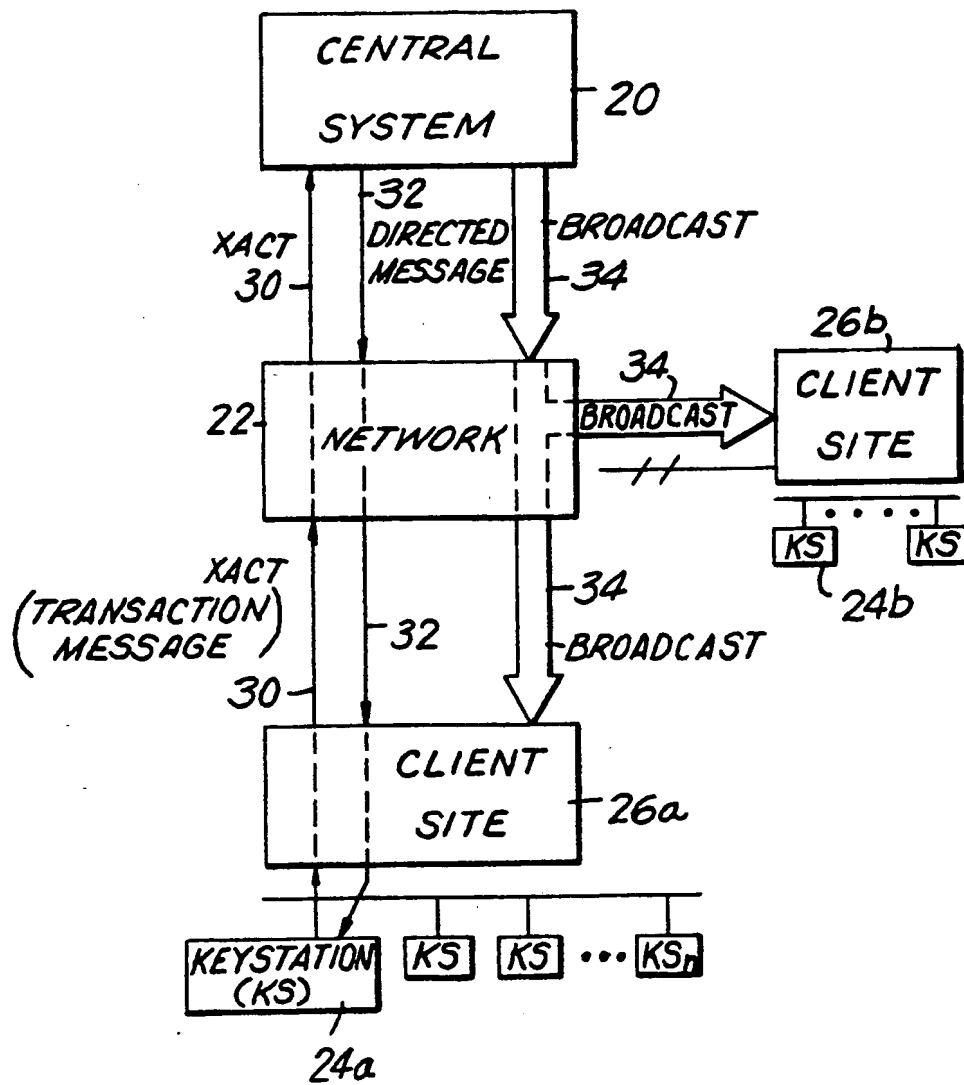 CENTRAL
SYSTEM
20
32
DIRECTED
MESSAGE
XACT
30
BROADCAST
34
26b
CLIENT
SITE
34
BROADCAST
22
NETWORK
KS
KS
24b
XACT
(TRANSACTION
MESSAGE)
30
32
34
BROADCAST
CLIENT
SITE
26a
KEYSTATION
(KS)
KS
KS
KSn
24a